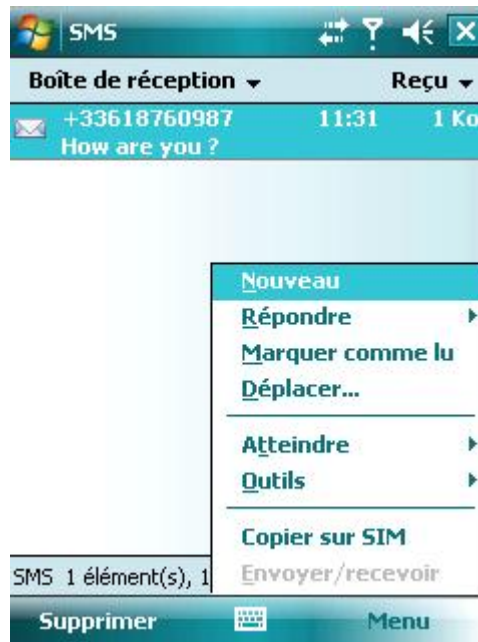 SMS
Boîte de réception Reçu
+33618760987 11:31 1 Ko
How are you ?
Nouveau
Répondre
Marquer comme lu
Déplacer...
Atteindre
Outils
Copier sur SIM
Envoyer/recevoir
SMS 1 élément(s), 1
Supprimer Menu